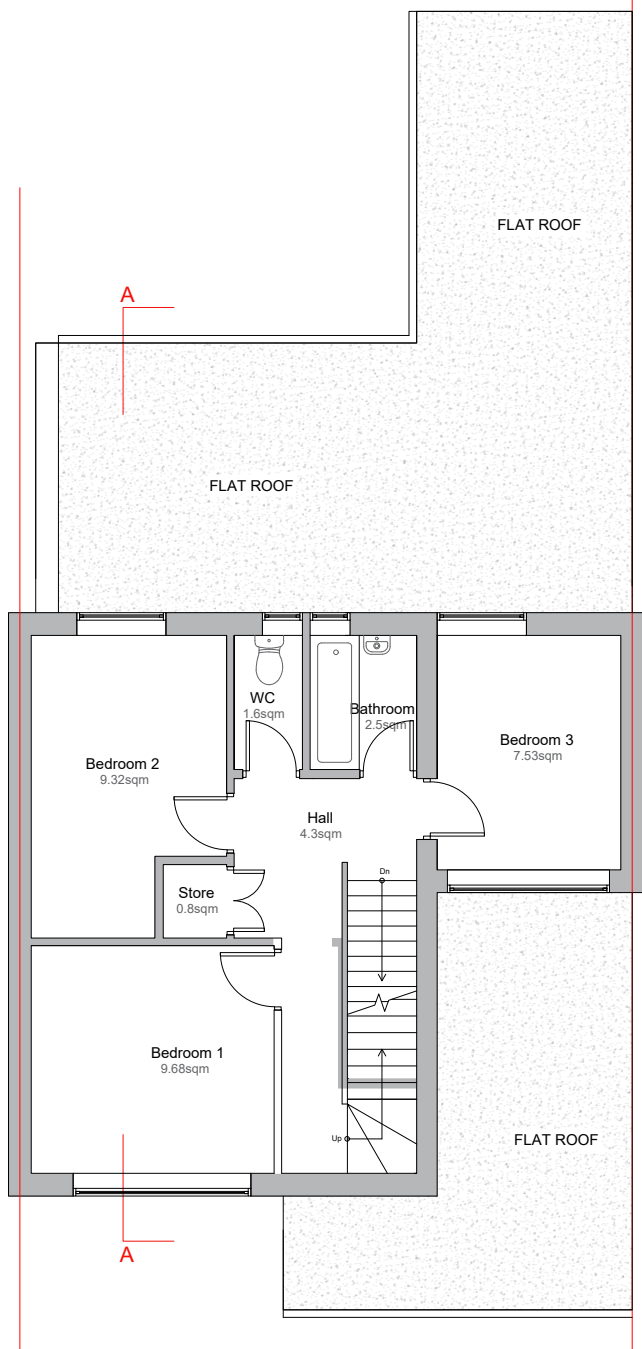 FLAT ROOF
A
FLAT ROOF
WC
1.6sqm
Bathroom
2.5sqm
Bedroom 3
7.53sqm
Bedroom 2
9.32sqm
Hall
4.3sqm
Dn
Store
0.8sqm
Bedroom 1
9.68sqm
Up
FLAT ROOF
A